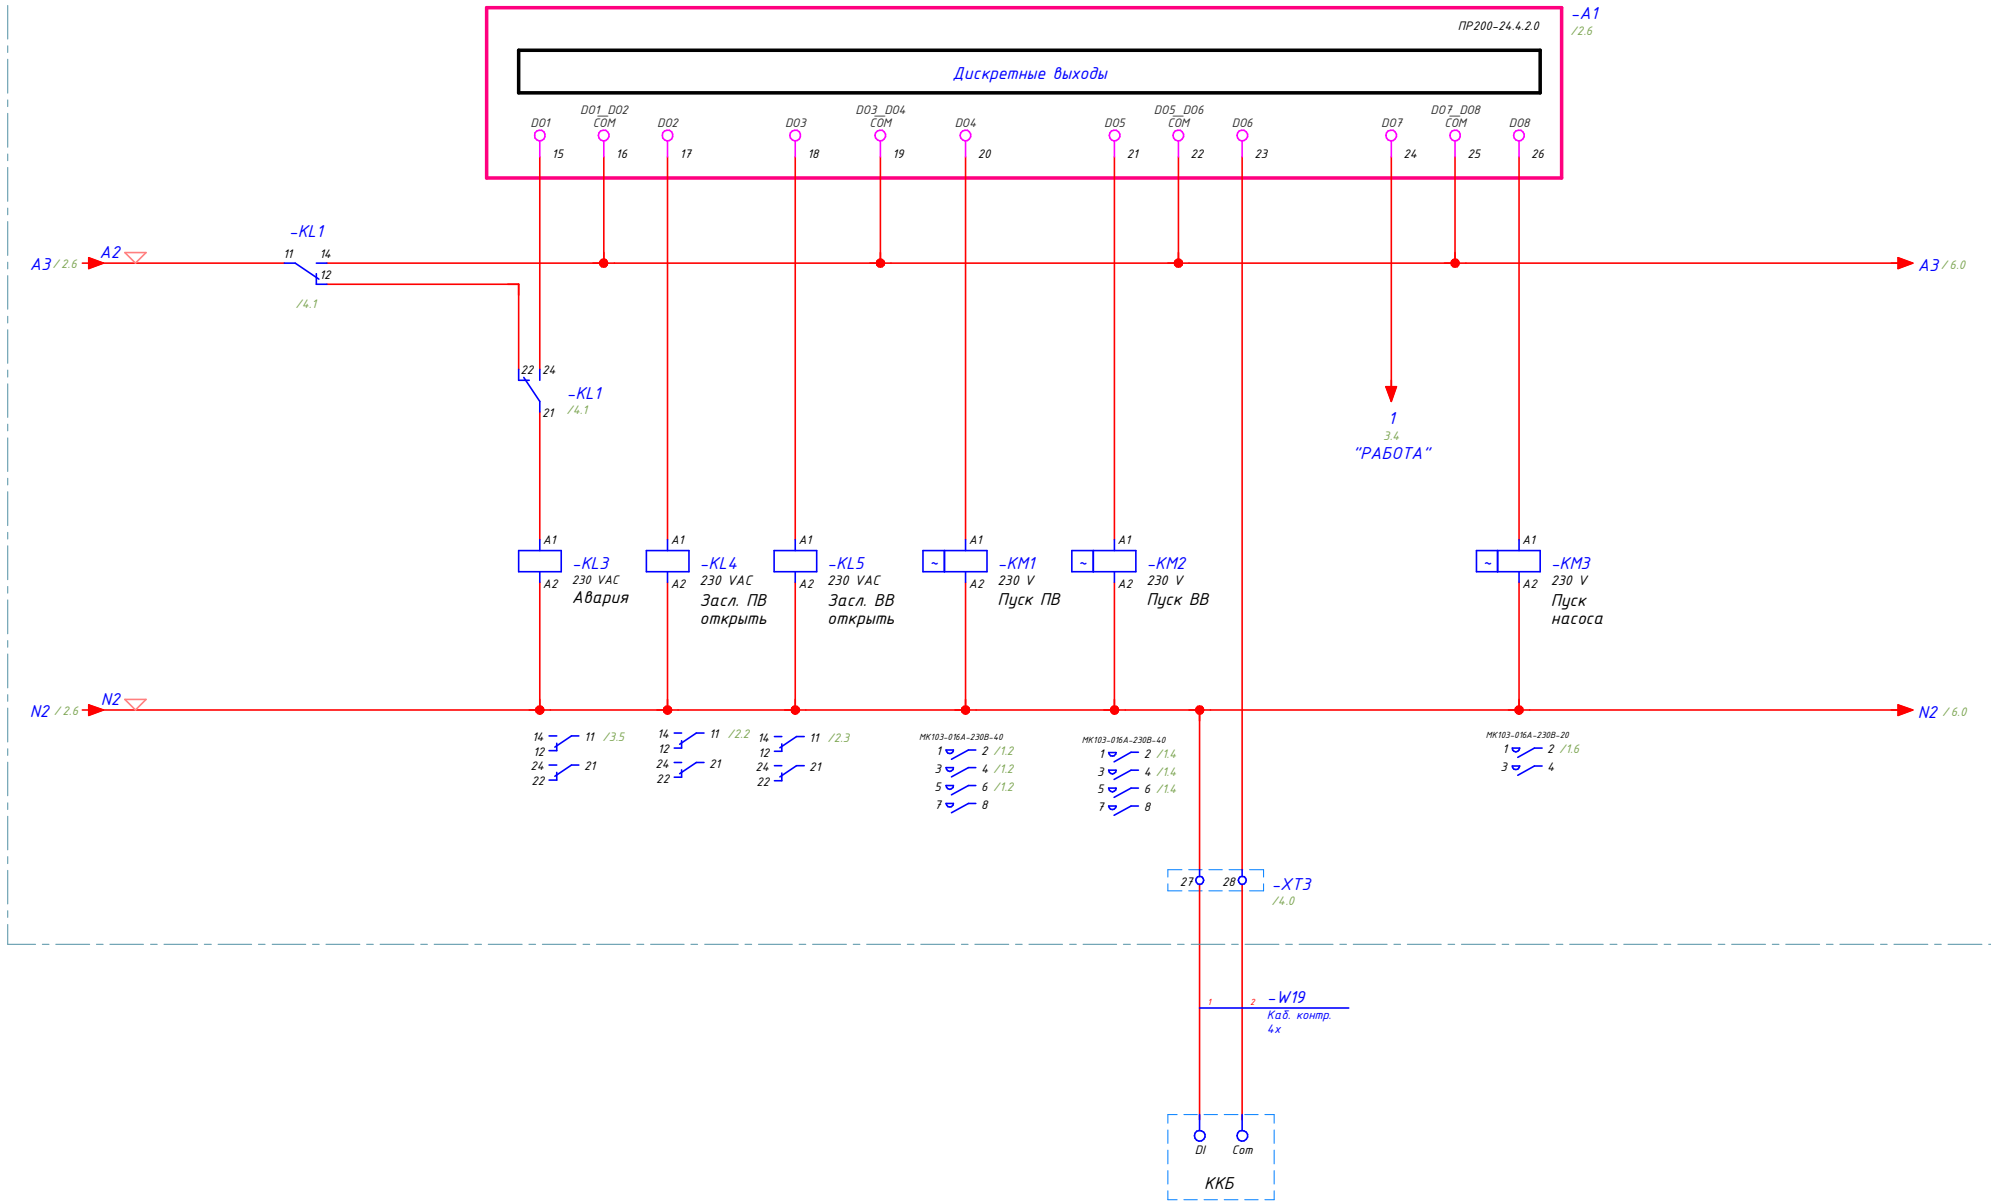 -A1
/2.6
ПР200-24.4.2.0
Дискретные выходы
DO1
DO1_DO2
COM
DO2
DO3
DO3_DO4
COM
DO4
DO5
DO5_DO6
COM
DO6
DO7
DO7_DO8
COM
DO8
15
16
17
18
19
20
21
22
23
24
25
26
-KL1
A3 /2.6
A2
11
14
12
/4.1
A3 /6.0
22
24
-KL1
/4.1
21
1
3.4
"РАБОТА"
A1
-KL3
230 VAC
A2
Авария
A1
-KL4
230 VAC
A2
Засл. ПВ
открыть
A1
-KL5
230 VAC
A2
Засл. ВВ
открыть
A1
~
-KM1
230 V
A2
Пуск ПВ
A1
~
-KM2
230 V
A2
Пуск ВВ
A1
~
-KM3
230 V
A2
Пуск
насоса
N2 /2.6
N2
N2 /6.0
14 11 /3.5
12
24 21
22
14 11 /2.2
12
24 21
22
14 11 /2.3
12
24 21
22
МК103-016А-230В-40
1 2 /1.2
3 4 /1.2
5 6 /1.2
7 8
МК103-016А-230В-40
1 2 /1.4
3 4 /1.4
5 6 /1.4
7 8
МК103-016А-230В-20
1 2 /1.6
3 4
27
28
-XT3
/4.0
1
2
-W19
Каб. контр.
4x
DI
Com
ККБ